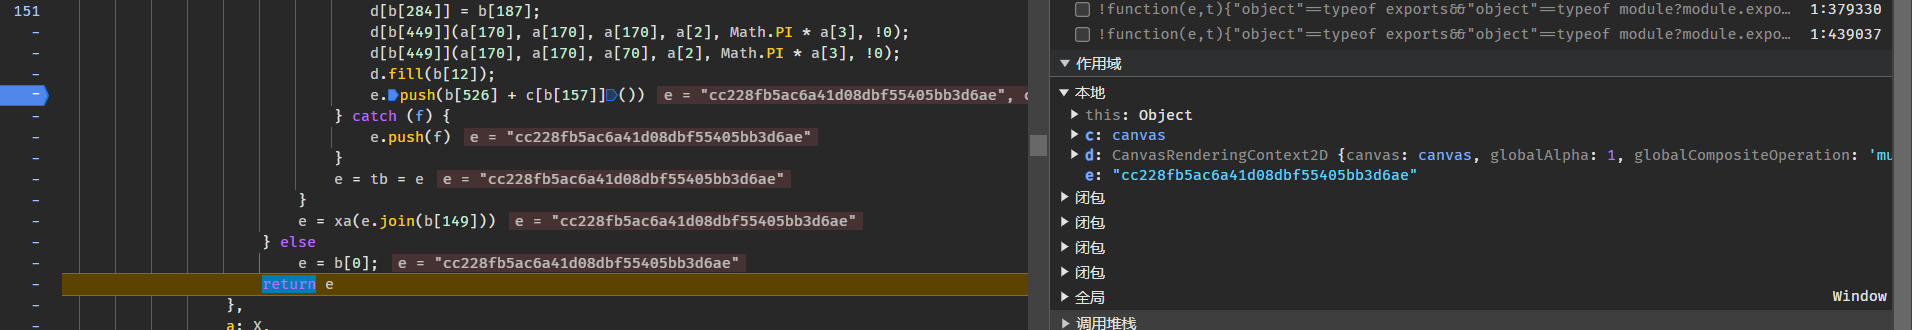 151
d[b[284]] = b[187];
d[b[449]](a[170], a[170], a[170], a[2], Math.PI * a[3], !0);
d[b[449]](a[170], a[170], a[70], a[2], Math.PI * a[3], !0);
d.fill(b[12]);
e.push(b[526] + c[b[157]]()) e = "cc228fb5ac6a41d08dbf55405bb3d6ae", c
} catch (f) {
e.push(f) e = "cc228fb5ac6a41d08dbf55405bb3d6ae"
}
e = tb = e e = "cc228fb5ac6a41d08dbf55405bb3d6ae"
}
e = xa(e.join(b[149])) e = "cc228fb5ac6a41d08dbf55405bb3d6ae"
} else
e = b[0]; e = "cc228fb5ac6a41d08dbf55405bb3d6ae"
return e
},
a: X,
!function(e,t){"object"==typeof exports&&"object"==typeof module?module.expo… 1:379330
!function(e,t){"object"==typeof exports&&"object"==typeof module?module.expo… 1:439037
作用域
本地
this: Object
c: canvas
d: CanvasRenderingContext2D {canvas: canvas, globalAlpha: 1, globalCompositeOperation: 'mu
e: "cc228fb5ac6a41d08dbf55405bb3d6ae"
闭包
闭包
闭包
闭包
全局 Window
调用堆栈